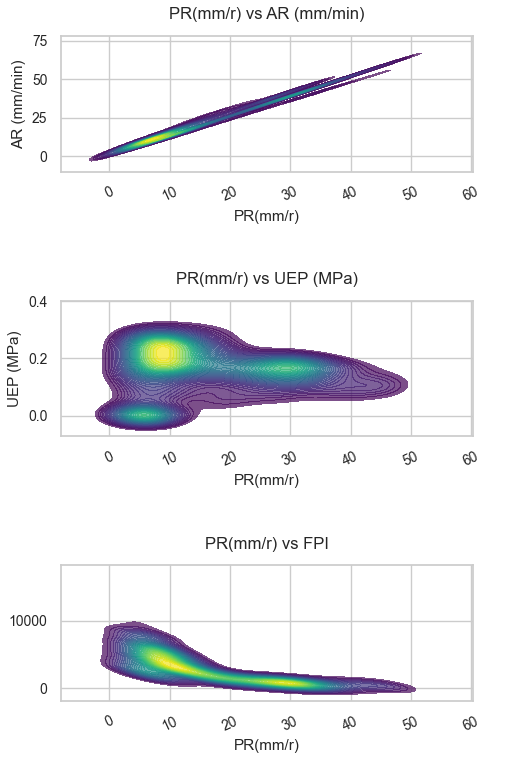 PR(mm/r) vs AR (mm/min)
75
50
25
0
AR (mm/min)
0 10 20 30 40 50 60
PR(mm/r)
PR(mm/r) vs UEP (MPa)
0.4
0.2
0.0
UEP (MPa)
0 10 20 30 40 50 60
PR(mm/r)
PR(mm/r) vs FPI
10000
0
0 10 20 30 40 50 60
PR(mm/r)